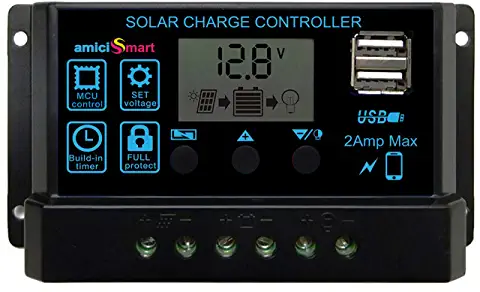 SOLAR CHARGE CONTROLLER
amiciSmart
12.8 V
MCU
control
SET
voltage
USB
Build-in
timer
FULL
protect
2Amp Max